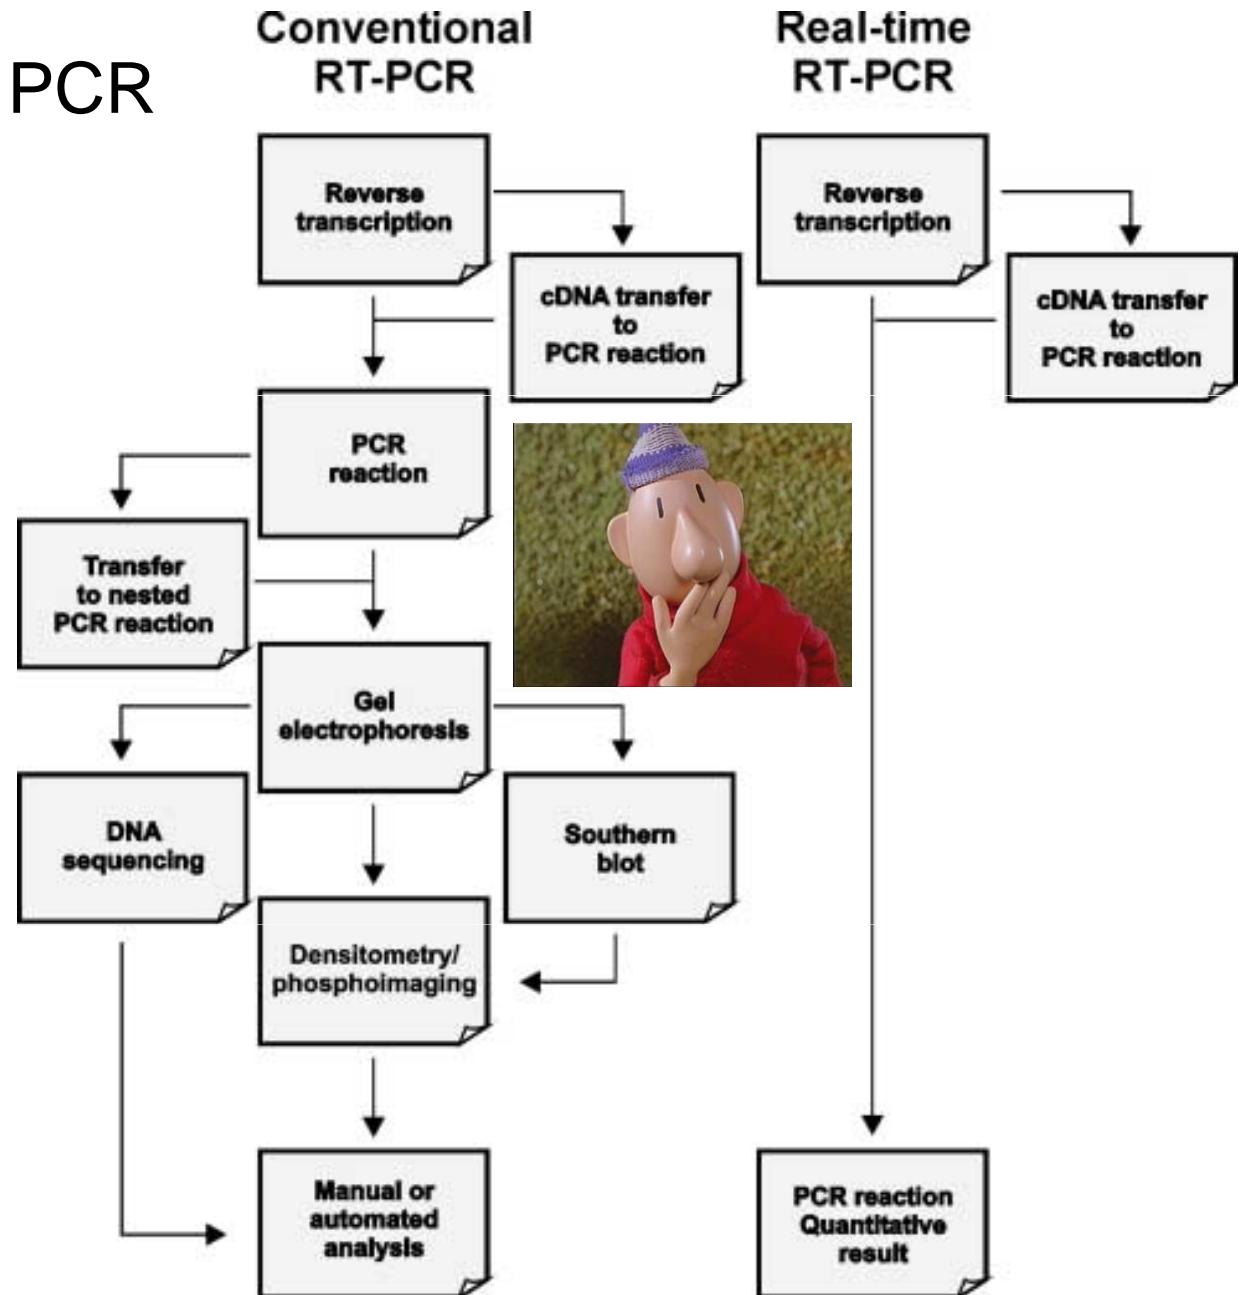 PCR
Conventional
RT-PCR
Real-time
RT-PCR
Reverse
transcription
cDNA transfer
to
PCR reaction
PCR
reaction
Transfer
to nested
PCR reaction
Gel
electrophoresis
DNA
sequencing
Southern
blot
Densitometry/
phosphoimaging
Manual or
automated
analysis
Reverse
transcription
cDNA transfer
to
PCR reaction
PCR reaction
Quantitative
result